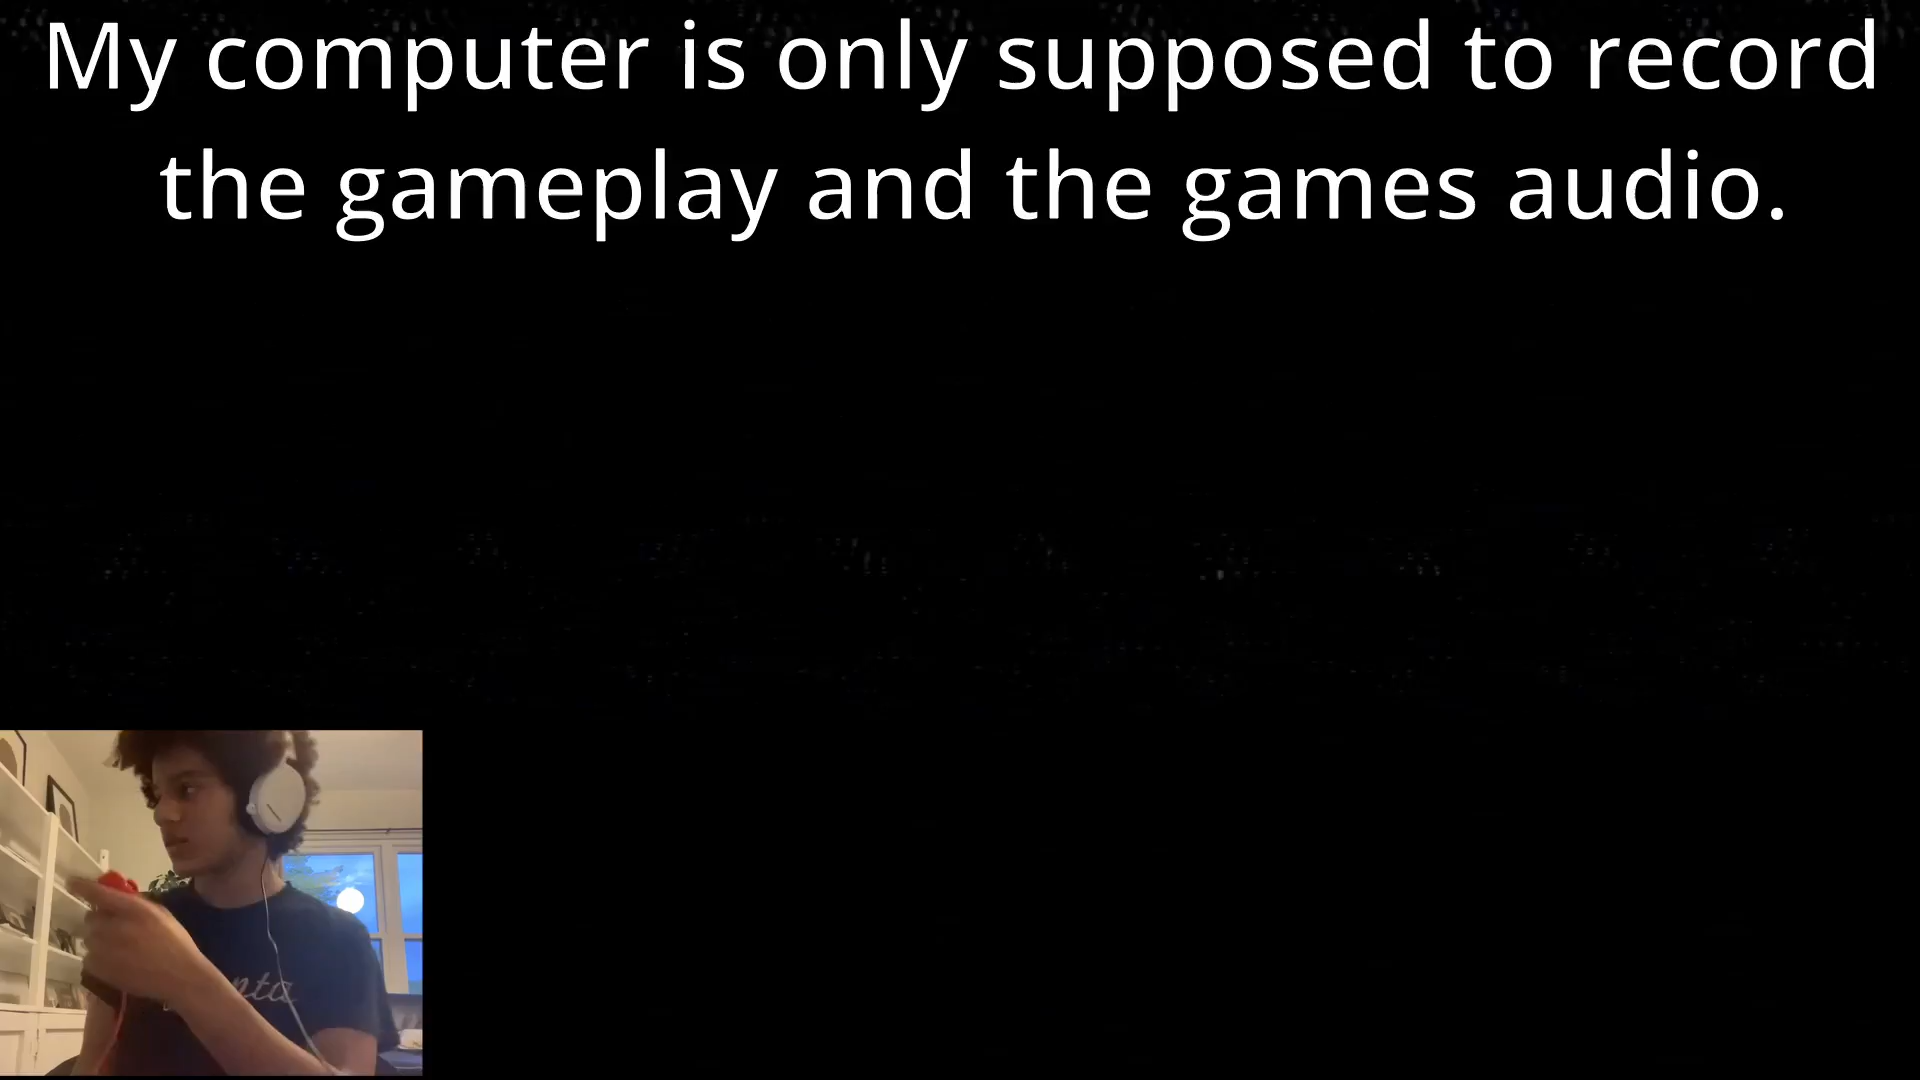 My computer is only supposed to record
the gameplay and the games audio.